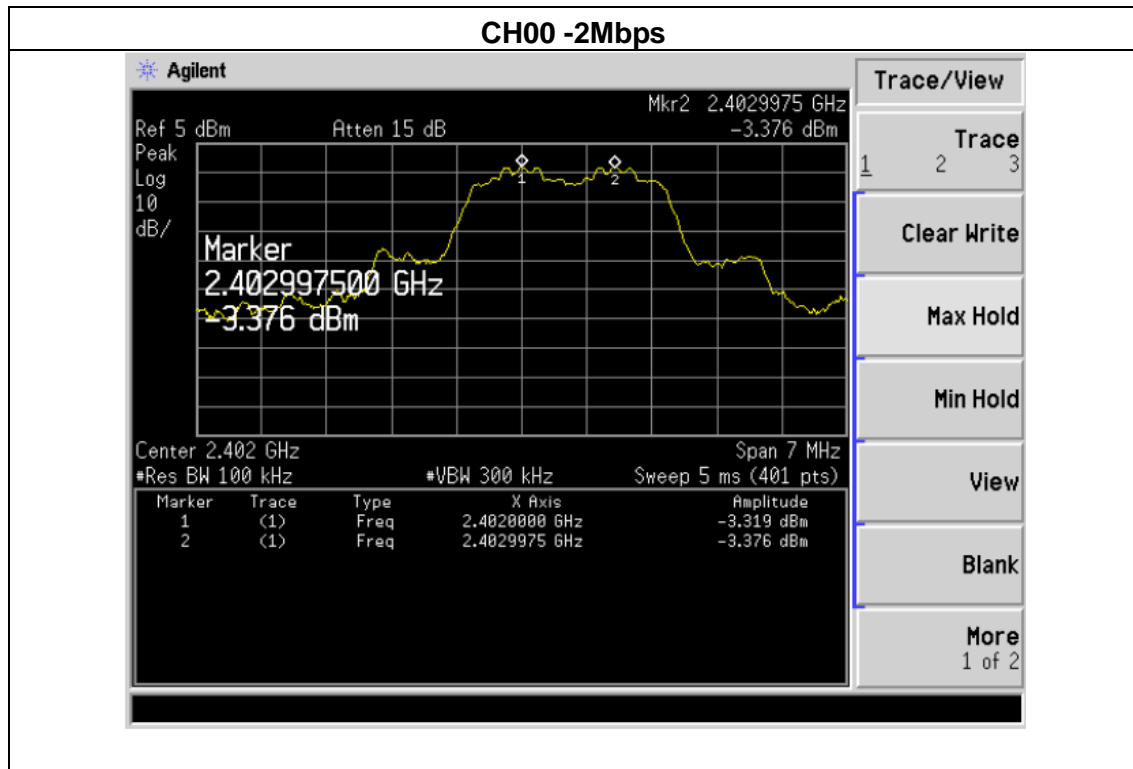 CH00 -2Mbps
Agilent
Trace/View
Mkr2 2.4029975 GHz
Ref 5 dBm Atten 15 dB -3.376 dBm
Peak
Log
10
dB/
1
2
Marker
2.402997500 GHz
-3.376 dBm
Center 2.402 GHz Span 7 MHz
#Res BW 100 kHz #VBW 300 kHz Sweep 5 ms (401 pts)
Marker Trace Type X Axis Amplitude
1 (1) Freq 2.4020000 GHz -3.319 dBm
2 (1) Freq 2.4029975 GHz -3.376 dBm
Trace
1 2 3
Clear Write
Max Hold
Min Hold
View
Blank
More
1 of 2